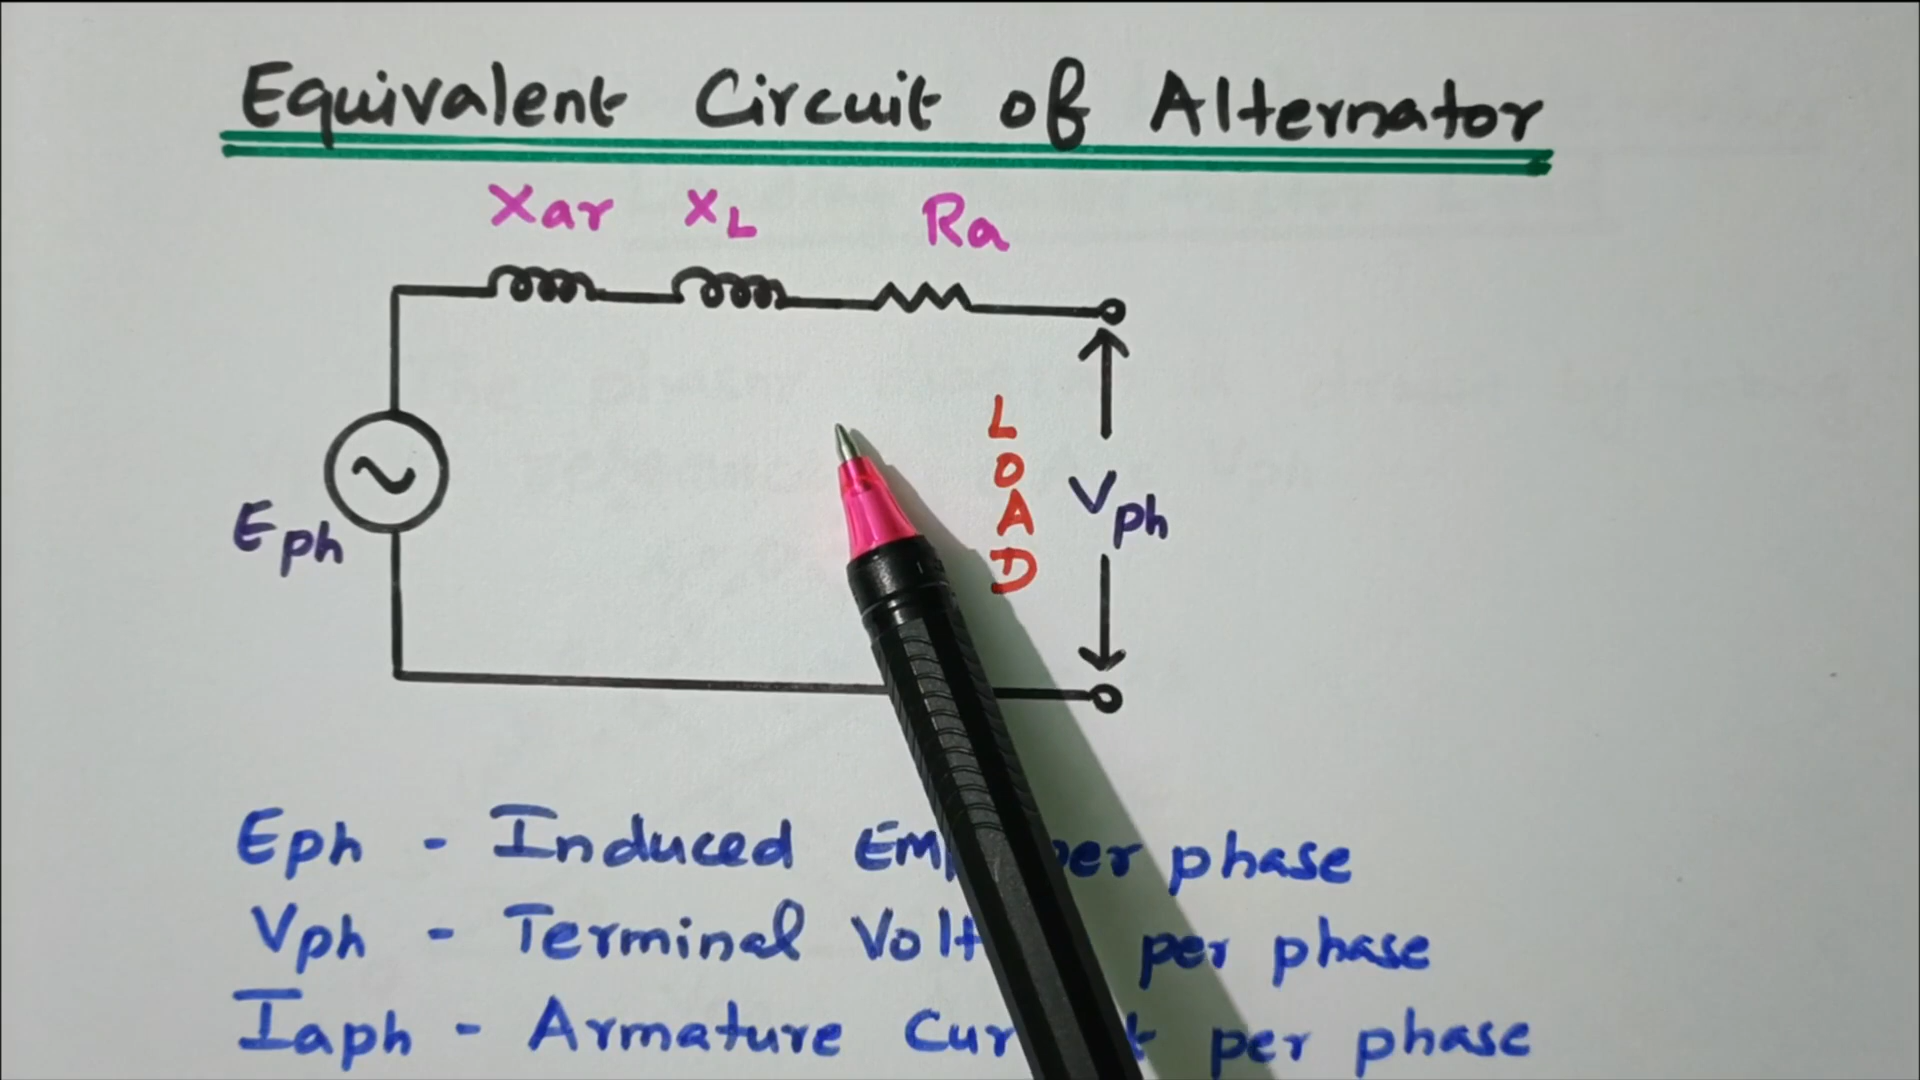 Equivalent Circuit of Alternator
Xar XL Ra
LOAD
Vph
Eph
Eph - Induced per phase
Vph - Terminal per phase
Iaph - Armature per phase